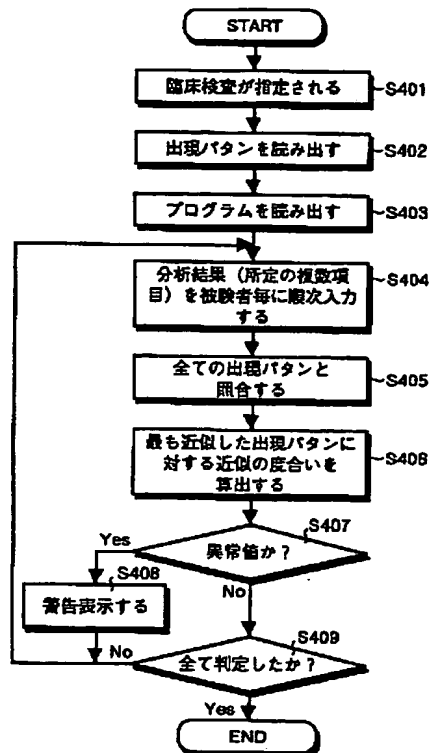 START
臨床検査が指定される
S401
出現パタンを読み出す
S402
プログラムを読み出す
S403
分析結果（所定の複数項
目）を被験者毎に順次入力
する
S404
全ての出現パタンと
照合する
S405
最も近似した出現パタンに
対する近似の度合いを
算出する
S406
S407
異常値か？
Yes
No
S408
警告表示する
S409
全て判定したか？
No
Yes
END